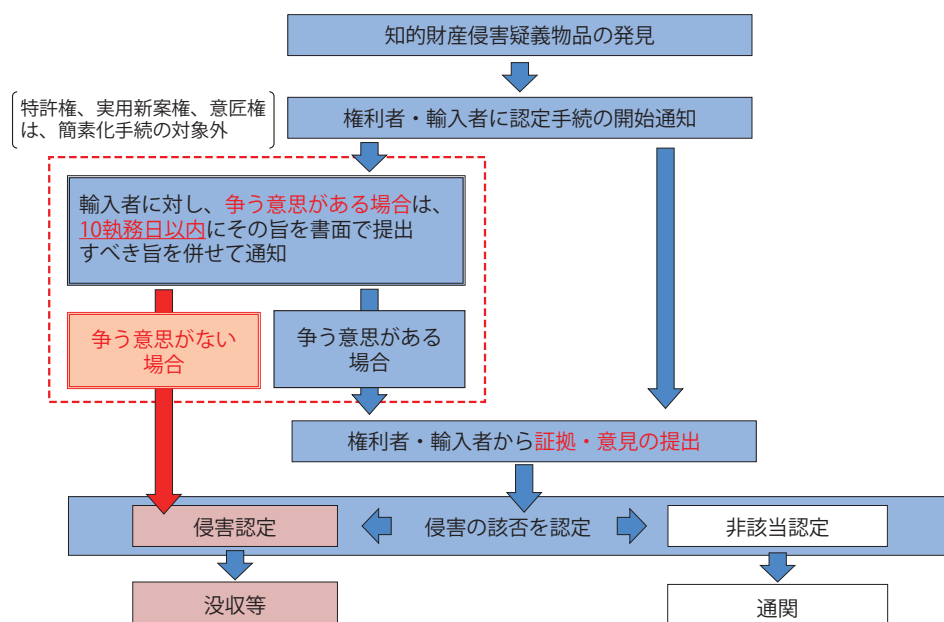 知的財産侵害疑義物品の発見
特許権、実用新案権、意匠権
は、簡素化手続の対象外
権利者・輸入者に認定手続の開始通知
輸入者に対し、争う意思がある場合は、
10執務日以内にその旨を書面で提出
すべき旨を併せて通知
争う意思がない
場合
争う意思がある
場合
権利者・輸入者から証拠・意見の提出
侵害認定
侵害の該否を認定
非該当認定
没収等
通関